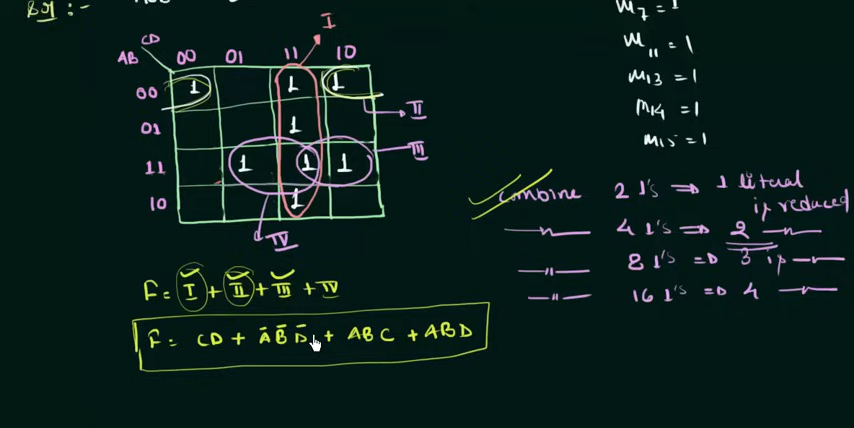 Sol :-
m7 = 1
m11 = 1
m13 = 1
m14 = 1
m15 = 1
I
CD
AB 00 01 11 10
00 1 1 1
II
01 1
III
11 1 1 1
10 1
IV
combine 2 1's ⇒ 1 literal
is reduced
—〃— 4 1's ⇒ 2 —〃—
—〃— 8 1's ⇒ 3 is —〃—
—〃— 16 1's ⇒ 4 —〃—
F = I + II + III + IV
F = CD + A̅ B̅ D̅ + ABC + ABD